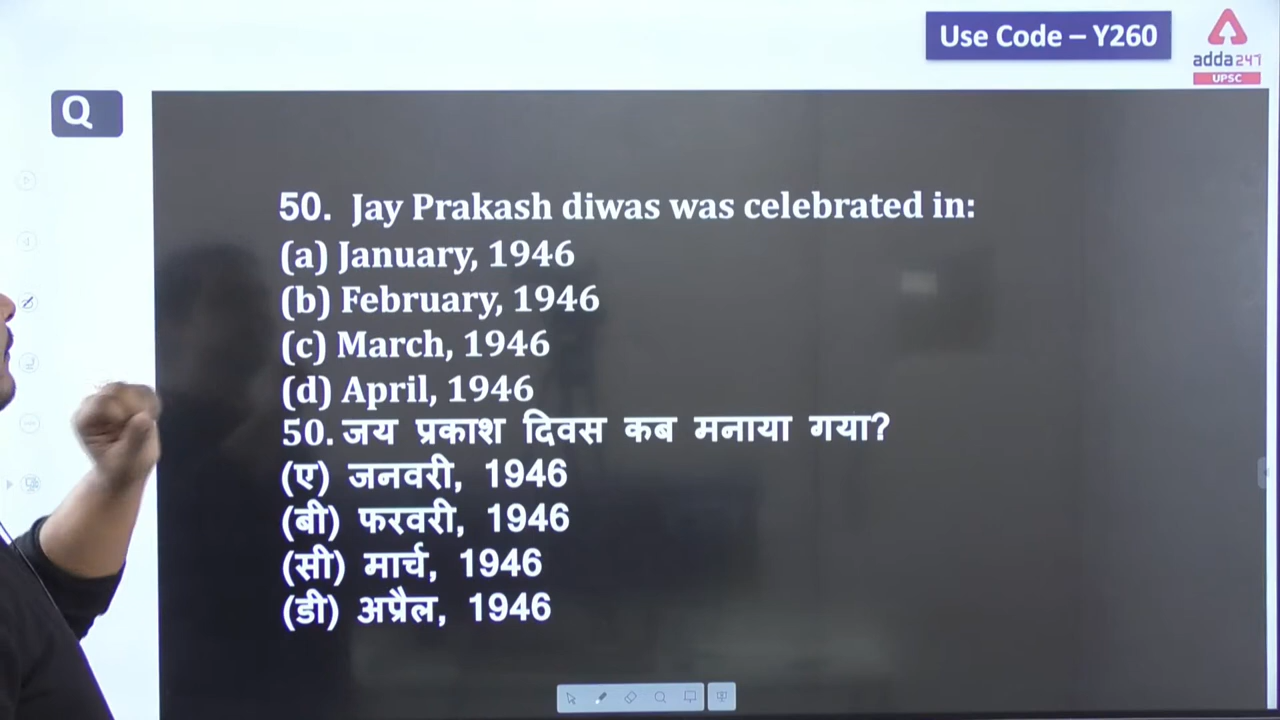 Use Code – Y260
adda247
UPSC
Q
50. Jay Prakash diwas was celebrated in:
(a) January, 1946
(b) February, 1946
(c) March, 1946
(d) April, 1946
50. जय प्रकाश दिवस कब मनाया गया?
(ए) जनवरी, 1946
(बी) फरवरी, 1946
(सी) मार्च, 1946
(डी) अप्रैल, 1946